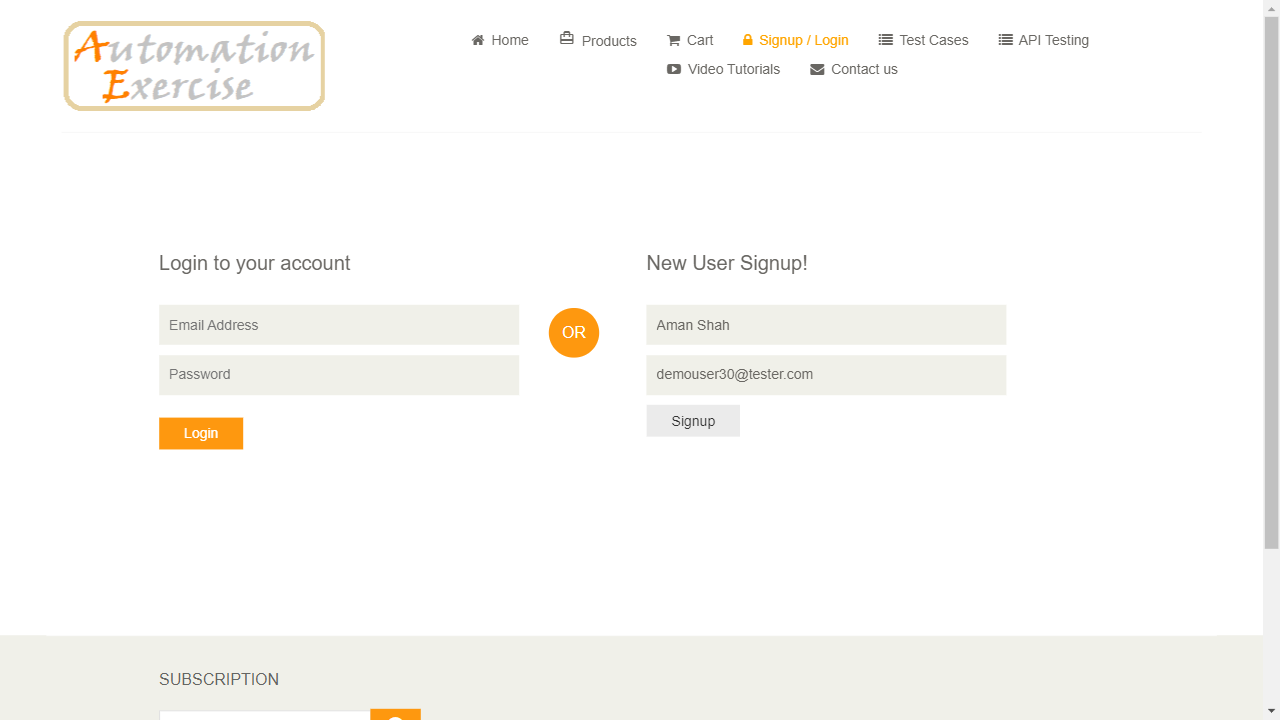 Automation
Exercise
Home Products Cart Signup / Login Test Cases API Testing
Video Tutorials Contact us
Login to your account
Email Address
Password
Login
OR
New User Signup!
Aman Shah
demouser30@tester.com
Signup
SUBSCRIPTION